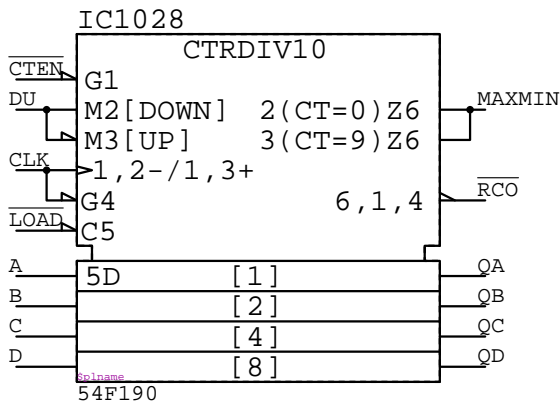 IC1028
CTRDIV10
CTEN G1
DU M2[DOWN] 2(CT=0)Z6 MAXMIN
M3[UP] 3(CT=9)Z6
CLK 1,2-/1,3+
G4 6,1,4 RCO
LOAD C5
A 5D [1] QA
B [2] QB
C [4] QC
D [8] QD
$plname
54F190